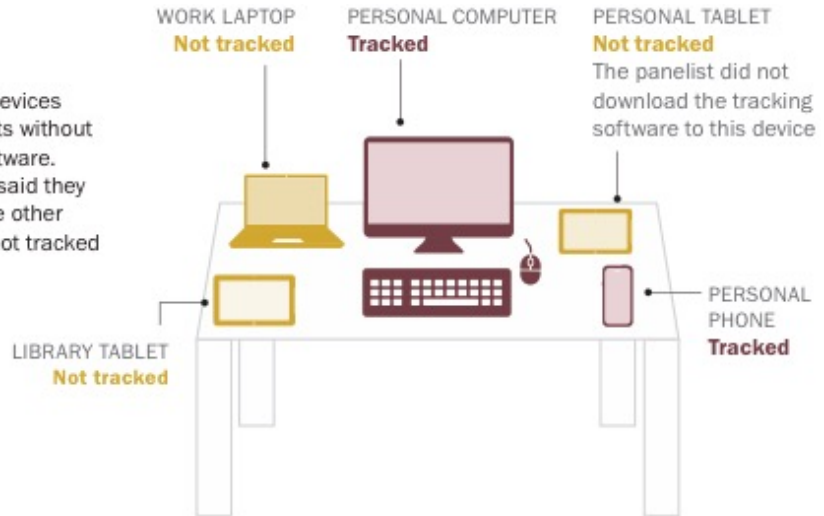 WORK LAPTOP
Not tracked
PERSONAL COMPUTER
Tracked
PERSONAL TABLET
Not tracked
The panelist did not
download the tracking
software to this device
evices
ts without
tware.
said they
e other
ot tracked
LIBRARY TABLET
Not tracked
PERSONAL
PHONE
Tracked